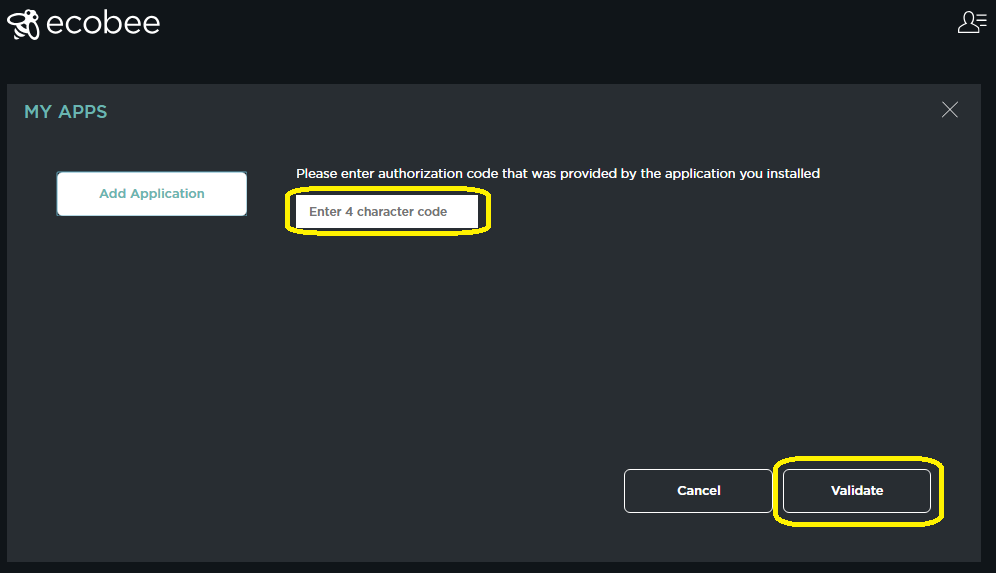 ecobee
MY APPS
Add Application
Please enter authorization code that was provided by the application you installed
Enter 4 character code
Cancel
Validate